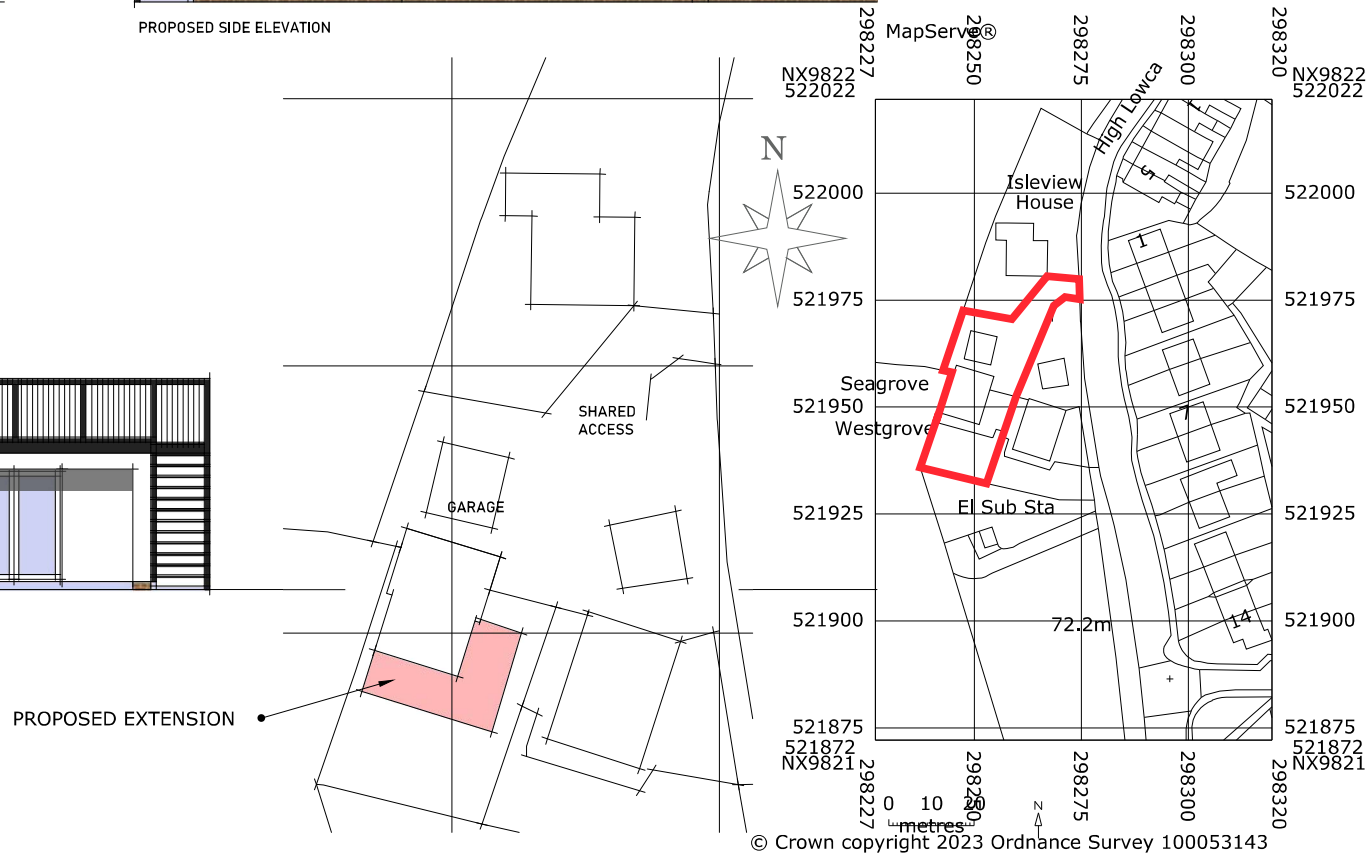 PROPOSED SIDE ELEVATION
N
SHARED
ACCESS
GARAGE
PROPOSED EXTENSION
MapServe®
298227
298250
298275
298300
298320
NX9822
522022
NX9822
522022
High Lowca
1
5
522000
Isleview
House
522000
1
521975
521975
Seagrove
521950
7
521950
Westgrove
521925
El Sub Sta
521925
521900
72.2m
14
521900
521875
521872
NX9821
521875
521872
NX9821
298227
298250
298275
298300
298320
0 10 20
metres
N
© Crown copyright 2023 Ordnance Survey 100053143